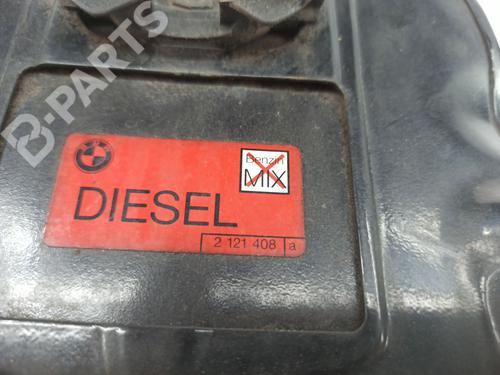 B-PARTS
Benzin
MIX
DIESEL
2 121 408 a